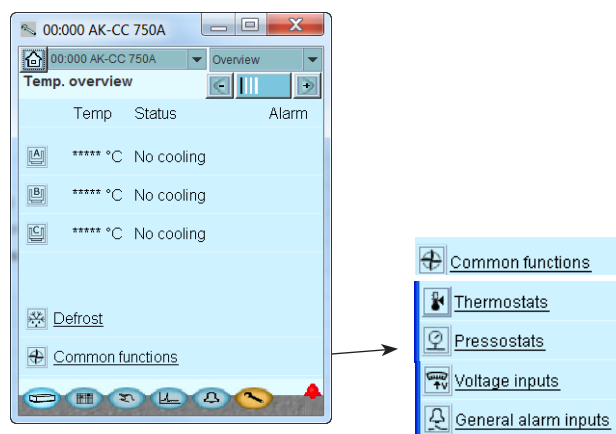 00:000 AK-CC 750A
00:000 AK-CC 750A Overview
Temp. overview
Temp Status Alarm
A ***** °C No cooling
B ***** °C No cooling
C ***** °C No cooling
Defrost
Common functions
Common functions
Thermostats
Pressostats
V Voltage inputs
General alarm inputs